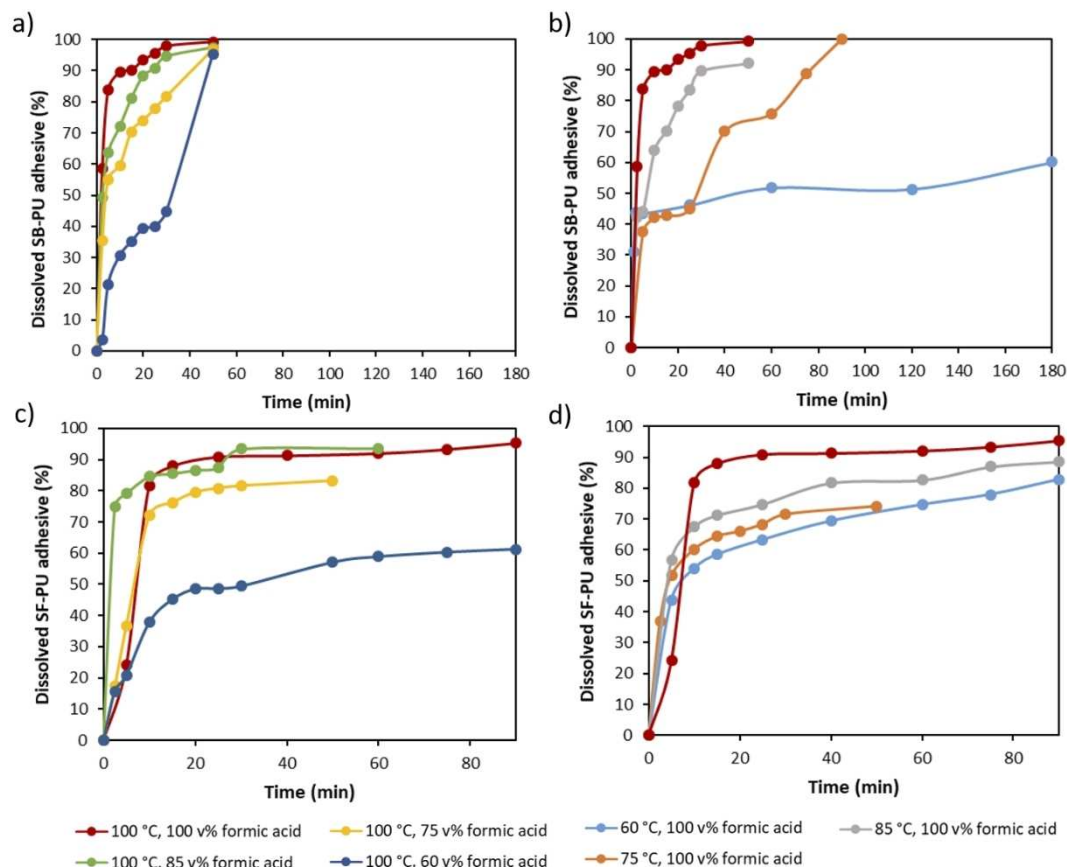 a)
Dissolved SB-PU adhesive (%)
100
90
80
70
60
50
40
30
20
10
0
0 20 40 60 80 100 120 140 160 180
Time (min)
b)
Dissolved SB-PU adhesive (%)
100
90
80
70
60
50
40
30
20
10
0
0 20 40 60 80 100 120 140 160 180
Time (min)
c)
Dissolved SF-PU adhesive (%)
100
90
80
70
60
50
40
30
20
10
0
0 20 40 60 80
Time (min)
d)
Dissolved SF-PU adhesive (%)
100
90
80
70
60
50
40
30
20
10
0
0 20 40 60 80
Time (min)
100 °C, 100 v% formic acid
100 °C, 75 v% formic acid
60 °C, 100 v% formic acid
85 °C, 100 v% formic acid
100 °C, 85 v% formic acid
100 °C, 60 v% formic acid
75 °C, 100 v% formic acid